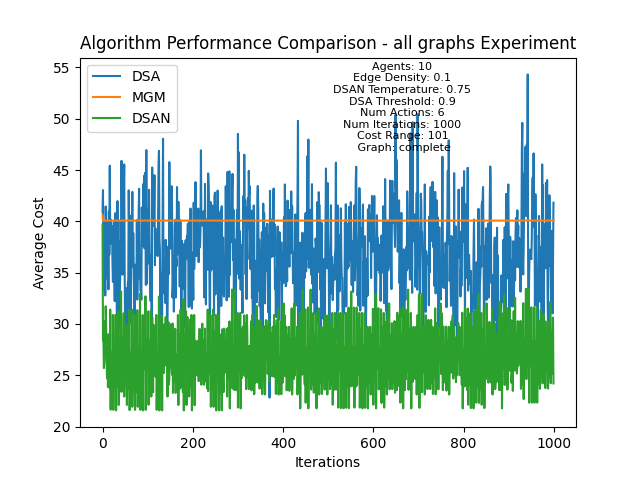 Algorithm Performance Comparison - all graphs Experiment
DSA
MGM
DSAN
Agents: 10
Edge Density: 0.1
DSAN Temperature: 0.75
DSA Threshold: 0.9
Num Actions: 6
Num Iterations: 1000
Cost Range: 101
Graph: complete
Average Cost
55
50
45
40
35
30
25
20
0
200
400
600
800
1000
Iterations